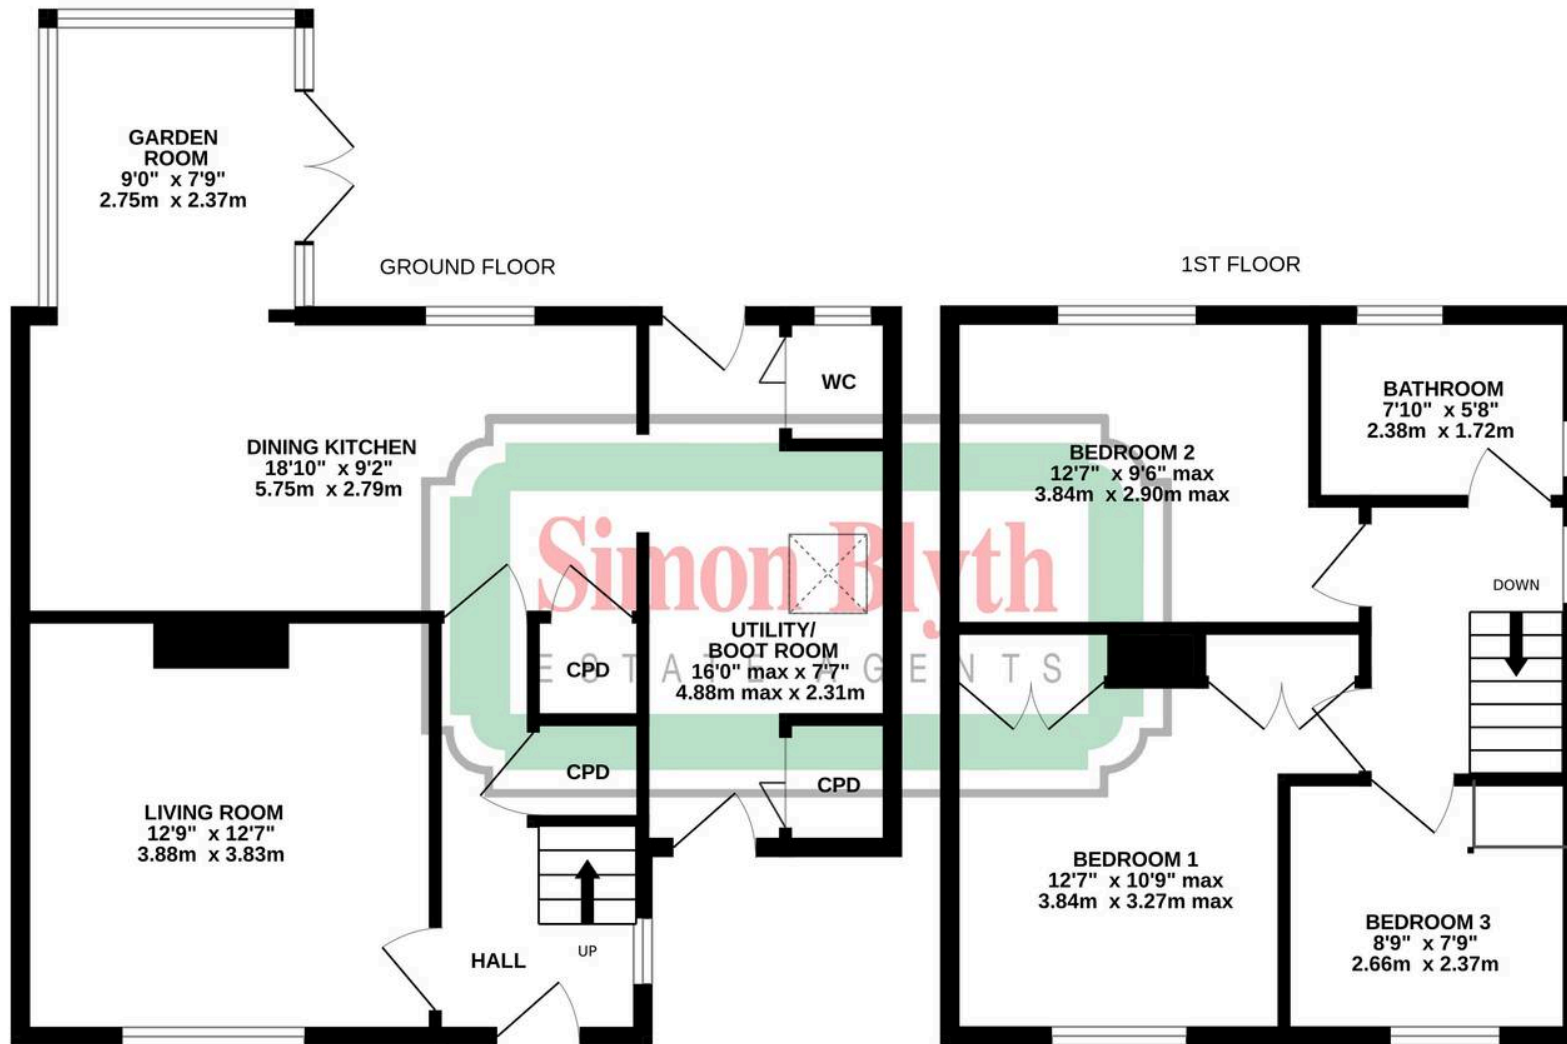 GARDEN
ROOM
9'0" x 7'9"
2.75m x 2.37m
GROUND FLOOR
DINING KITCHEN
18'10" x 9'2"
5.75m x 2.79m
WC
UTILITY/
BOOT ROOM
16'0" max x 7'7"
4.88m max x 2.31m
CPD
CPD
CPD
LIVING ROOM
12'9" x 12'7"
3.88m x 3.83m
HALL
UP
1ST FLOOR
BEDROOM 2
12'7" x 9'6" max
3.84m x 2.90m max
BATHROOM
7'10" x 5'8"
2.38m x 1.72m
DOWN
BEDROOM 1
12'7" x 10'9" max
3.84m x 3.27m max
BEDROOM 3
8'9" x 7'9"
2.66m x 2.37m
Simon Blyth
ESTATE AGENTS